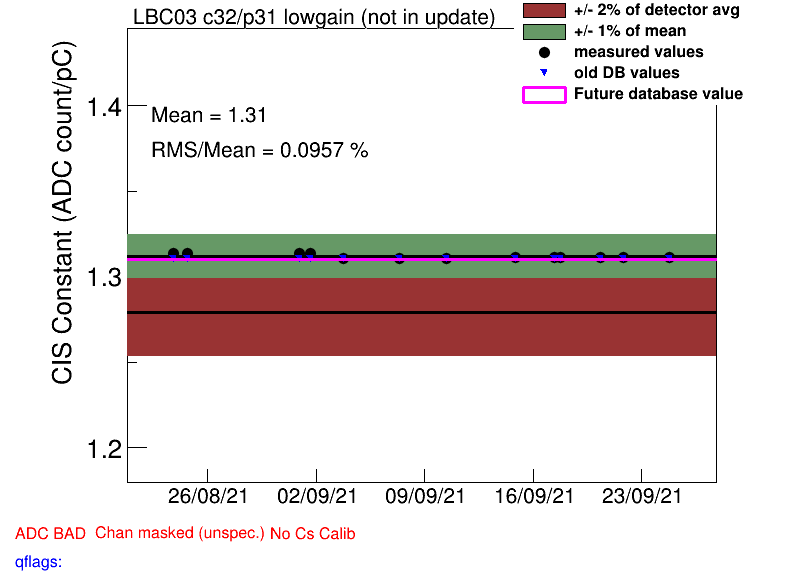 LBC03 c32/p31 lowgain (not in update)
+/- 2% of detector avg
+/- 1% of mean
measured values
old DB values
Future database value
Mean = 1.31
RMS/Mean = 0.0957 %
CIS Constant (ADC count/pC)
1.4
1.3
1.2
26/08/21 02/09/21 09/09/21 16/09/21 23/09/21
ADC BAD Chan masked (unspec.) No Cs Calib
qflags: